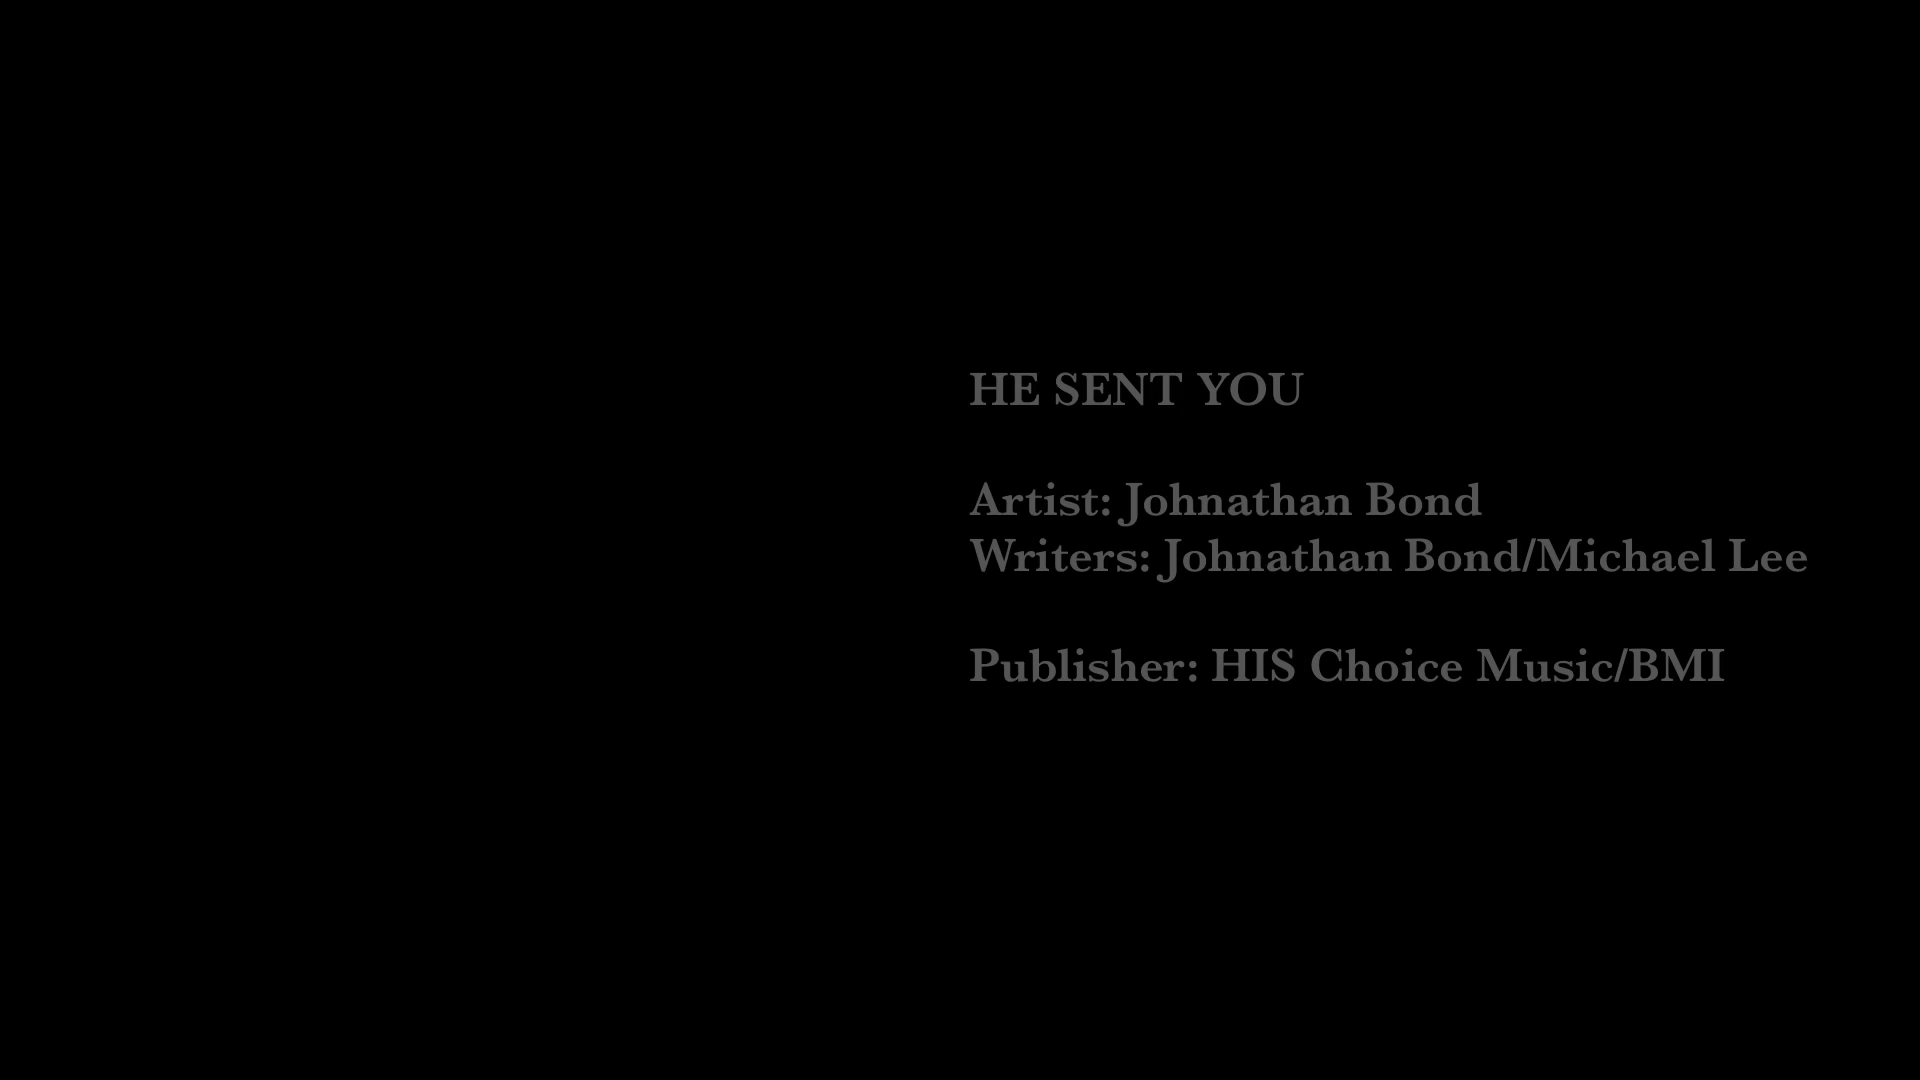 HE SENT YOU
Artist: Johnathan Bond
Writers: Johnathan Bond/Michael Lee
Publisher: HIS Choice Music/BMI